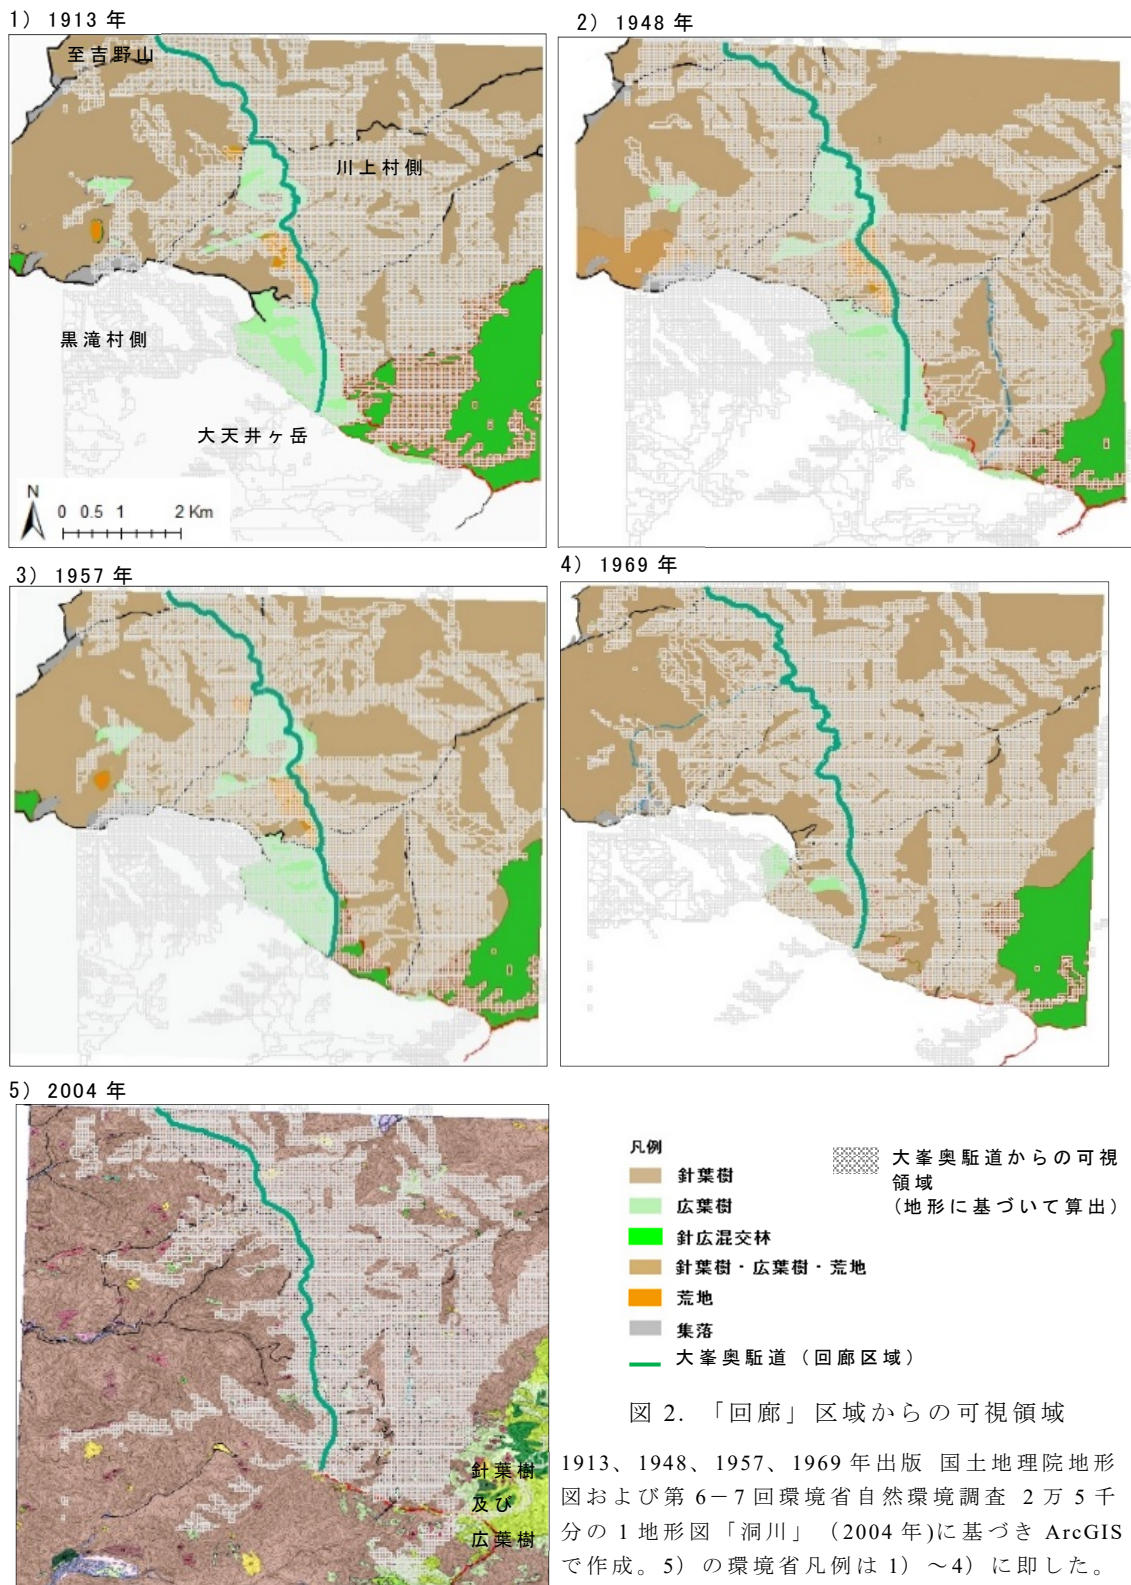 1) 1913 年
至吉野山
川上村側
黒滝村側
大天井ヶ岳
N
0 0.5 1 2 Km
2) 1948 年
3) 1957 年
4) 1969 年
5) 2004 年
針葉樹
及び
広葉樹
凡例
針葉樹
広葉樹
針広混交林
針葉樹・広葉樹・荒地
荒地
集落
大峯奥駈道（回廊区域）
大峯奥駈道からの可視
領域
（地形に基づいて算出）
図 2. 「回廊」区域からの可視領域
1913、1948、1957、1969 年出版 国土地理院地形
図および第 6－7 回環境省自然環境調査 2 万 5 千
分の 1 地形図「洞川」（2004 年)に基づき ArcGIS
で作成。5）の環境省凡例は 1）～4）に即した。